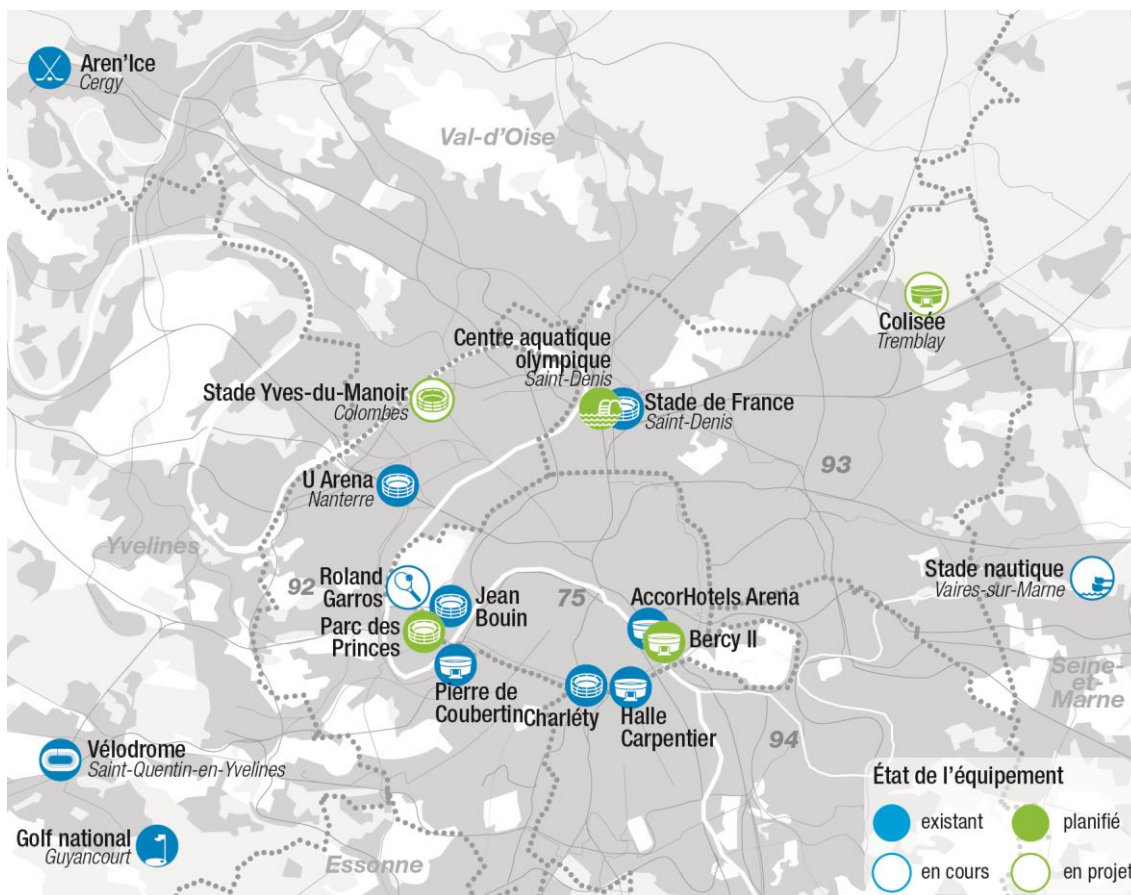 Aren'Ice
Cergy
Val-d'Oise
Colisée
Tremblay
Centre aquatique
olympique
Saint-Denis
Stade Yves-du-Manoir
Colombes
Stade de France
Saint-Denis
93
U Arena
Nanterre
Yvelines
92
Roland
Garros
Jean
Bouin
75
AccorHotels Arena
Stade nautique
Vaires-sur-Marne
Parc des
Princes
Bercy II
Pierre de
Coubertin
Charléty
Halle
Carpentier
Seine-
et-
Marne
94
Vélodrome
Saint-Quentin-en-Yvelines
Golf national
Guyancourt
Essonne
État de l'équipement
existant
planifié
en cours
en projet